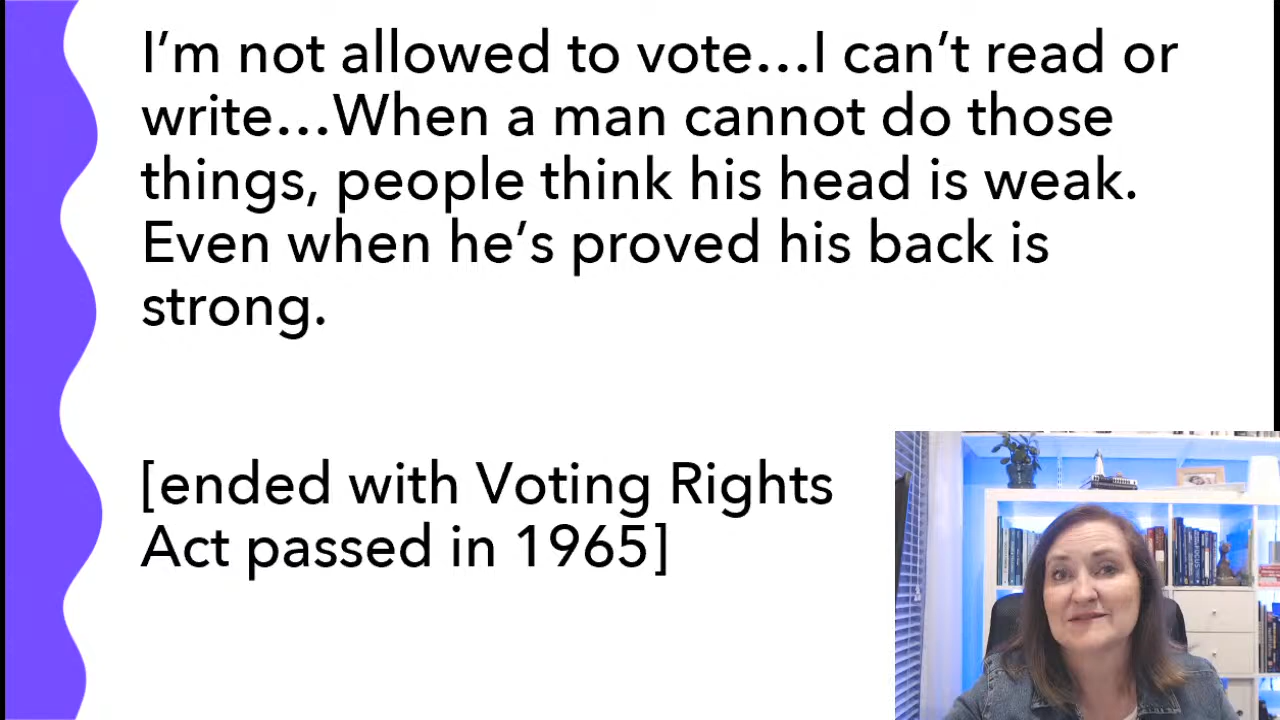 I’m not allowed to vote…I can’t read or
write…When a man cannot do those
things, people think his head is weak.
Even when he’s proved his back is
strong.
[ended with Voting Rights
Act passed in 1965]